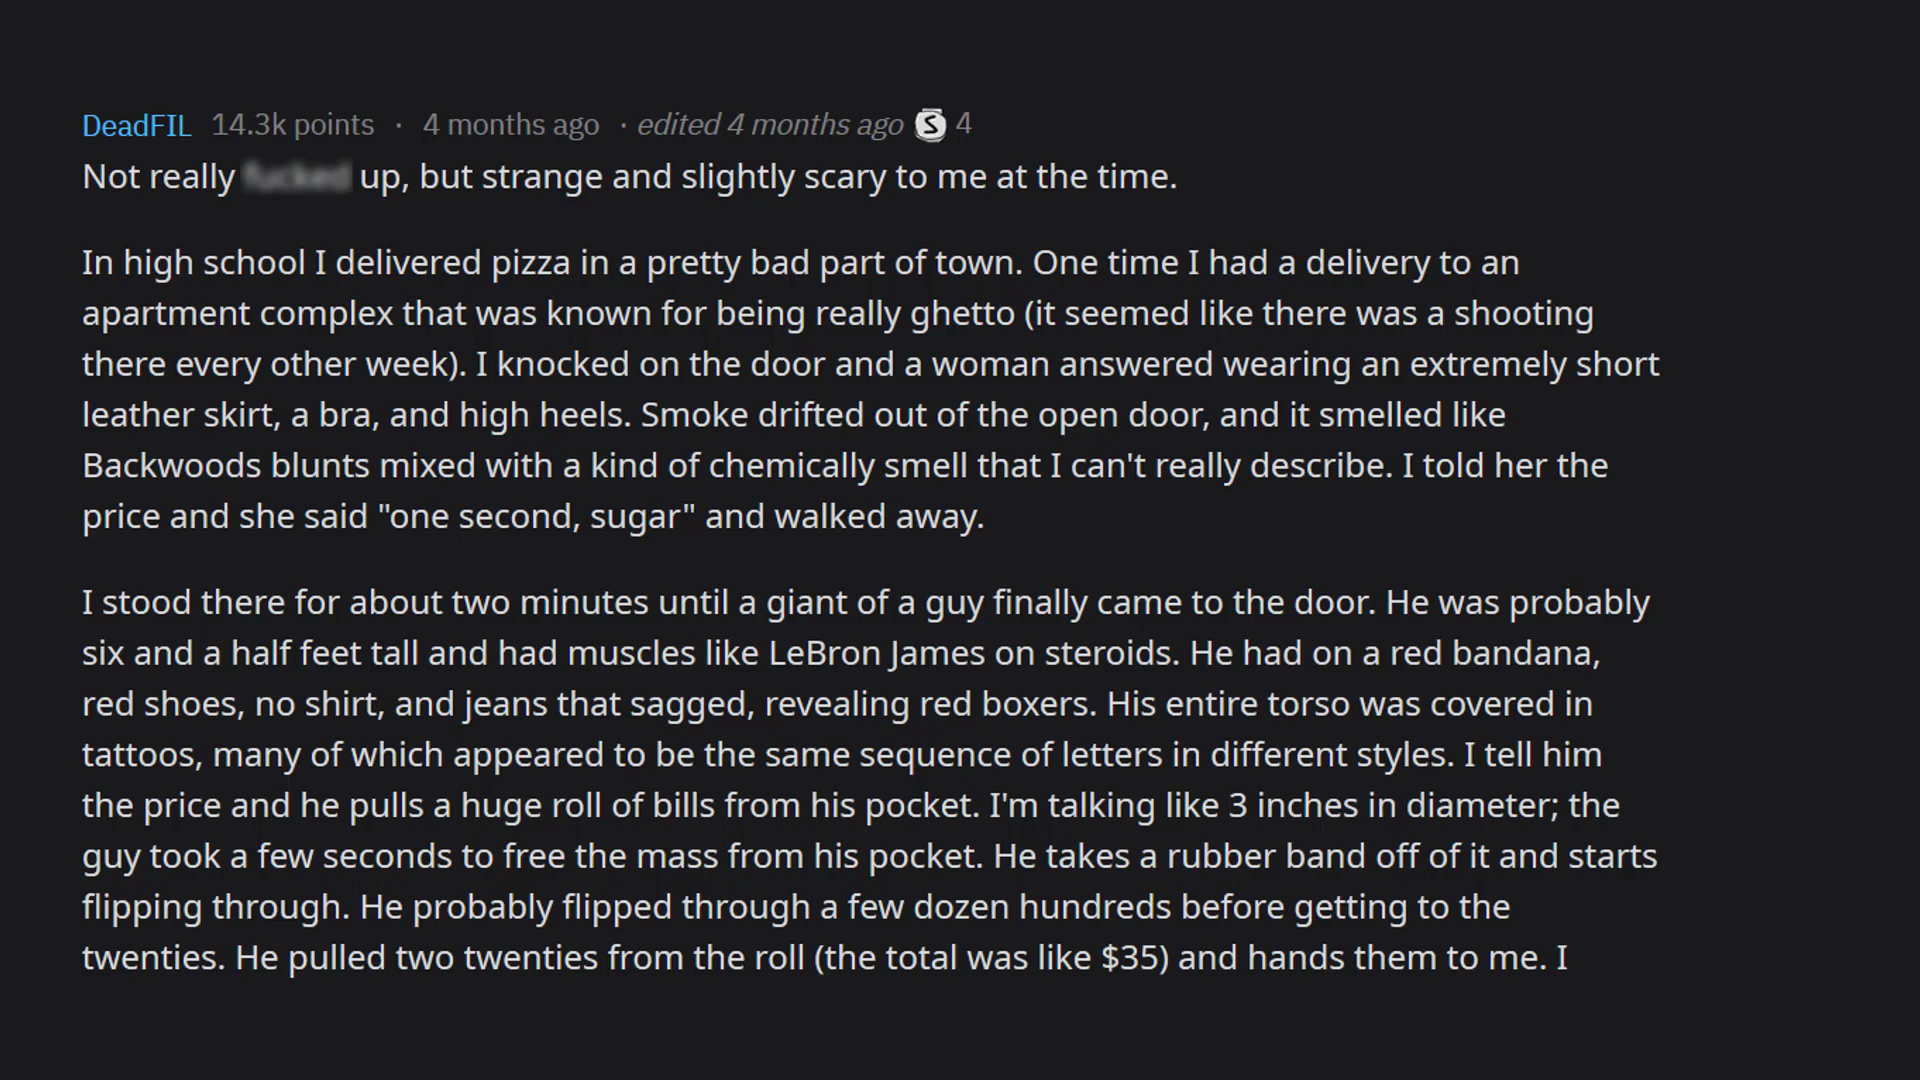 DeadFIL 14.3k points · 4 months ago · edited 4 months ago S 4
Not really fucked up, but strange and slightly scary to me at the time.
In high school I delivered pizza in a pretty bad part of town. One time I had a delivery to an
apartment complex that was known for being really ghetto (it seemed like there was a shooting
there every other week). I knocked on the door and a woman answered wearing an extremely short
leather skirt, a bra, and high heels. Smoke drifted out of the open door, and it smelled like
Backwoods blunts mixed with a kind of chemically smell that I can't really describe. I told her the
price and she said "one second, sugar" and walked away.
I stood there for about two minutes until a giant of a guy finally came to the door. He was probably
six and a half feet tall and had muscles like LeBron James on steroids. He had on a red bandana,
red shoes, no shirt, and jeans that sagged, revealing red boxers. His entire torso was covered in
tattoos, many of which appeared to be the same sequence of letters in different styles. I tell him
the price and he pulls a huge roll of bills from his pocket. I'm talking like 3 inches in diameter; the
guy took a few seconds to free the mass from his pocket. He takes a rubber band off of it and starts
flipping through. He probably flipped through a few dozen hundreds before getting to the
twenties. He pulled two twenties from the roll (the total was like $35) and hands them to me. I